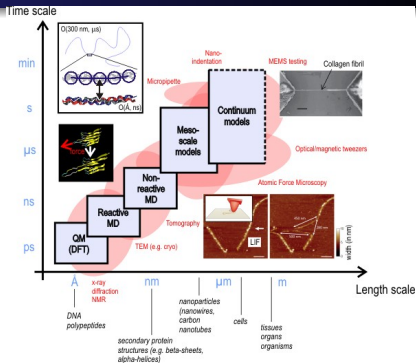 Time scale
O(300 nm, µs)
O(Å, ns)
Nano-
indentation
MEMS testing
Micropipette
Collagen fibril
min
s
µs
ns
ps
Continuum
models
Meso-
scale
models
Non-
reactive
MD
Reactive
MD
QM
(DFT)
Optical/magnetic tweezers
Atomic Force Microscopy
Tomography
TEM (e.g. cryo)
LIF
width (in nm)
Å
nm
µm
m
Length scale
x-ray
diffraction
NMR
DNA
polypeptides
secondary protein
structures (e.g. beta-sheets,
alpha-helices)
nanoparticles
(nanowires,
carbon
nanotubes
cells
tissues
organs
organisms